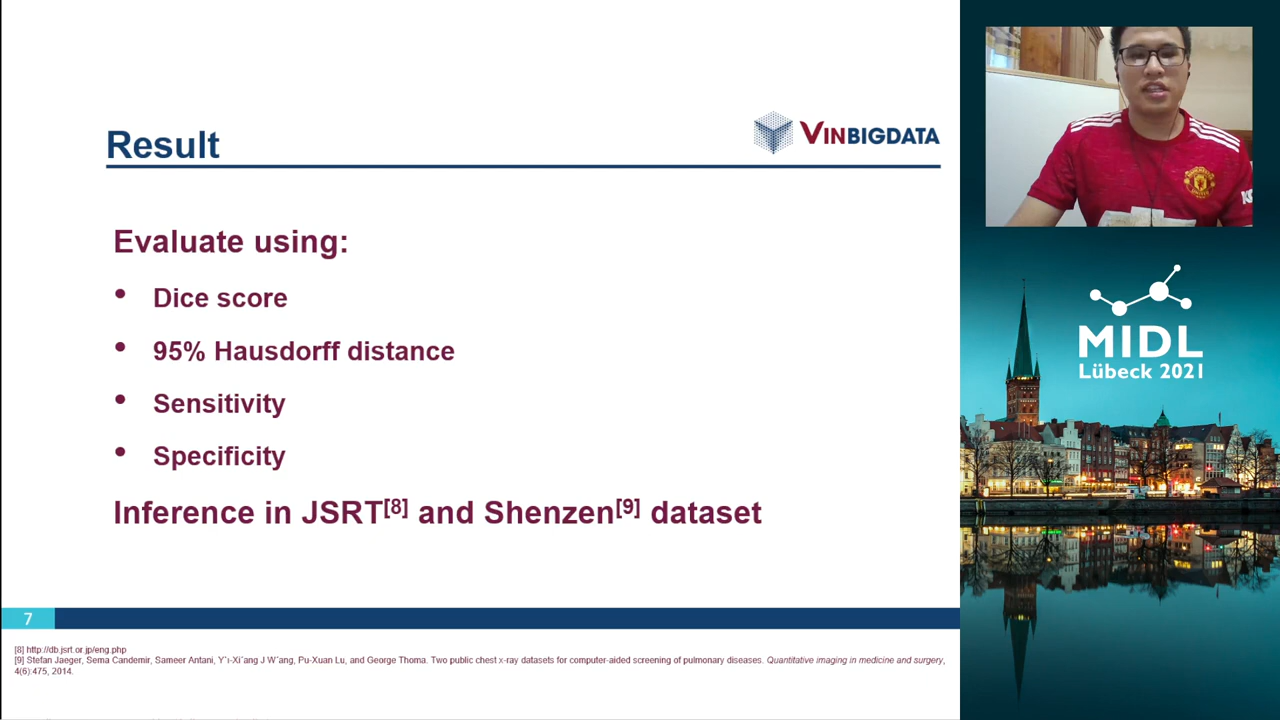 Result
VINBIGDATA
Evaluate using:
• Dice score
• 95% Hausdorff distance
• Sensitivity
• Specificity
Inference in JSRT[8] and Shenzen[9] dataset
7
[8] http://db.jsrt.or.jp/eng.php
[9] Stefan Jaeger, Sema Candemir, Sameer Antani, Yˆı-Xiˆang J Wˆang, Pu-Xuan Lu, and George Thoma. Two public chest x-ray datasets for computer-aided screening of pulmonary diseases. Quantitative imaging in medicine and surgery,
4(6):475, 2014.
MIDL
Lübeck 2021